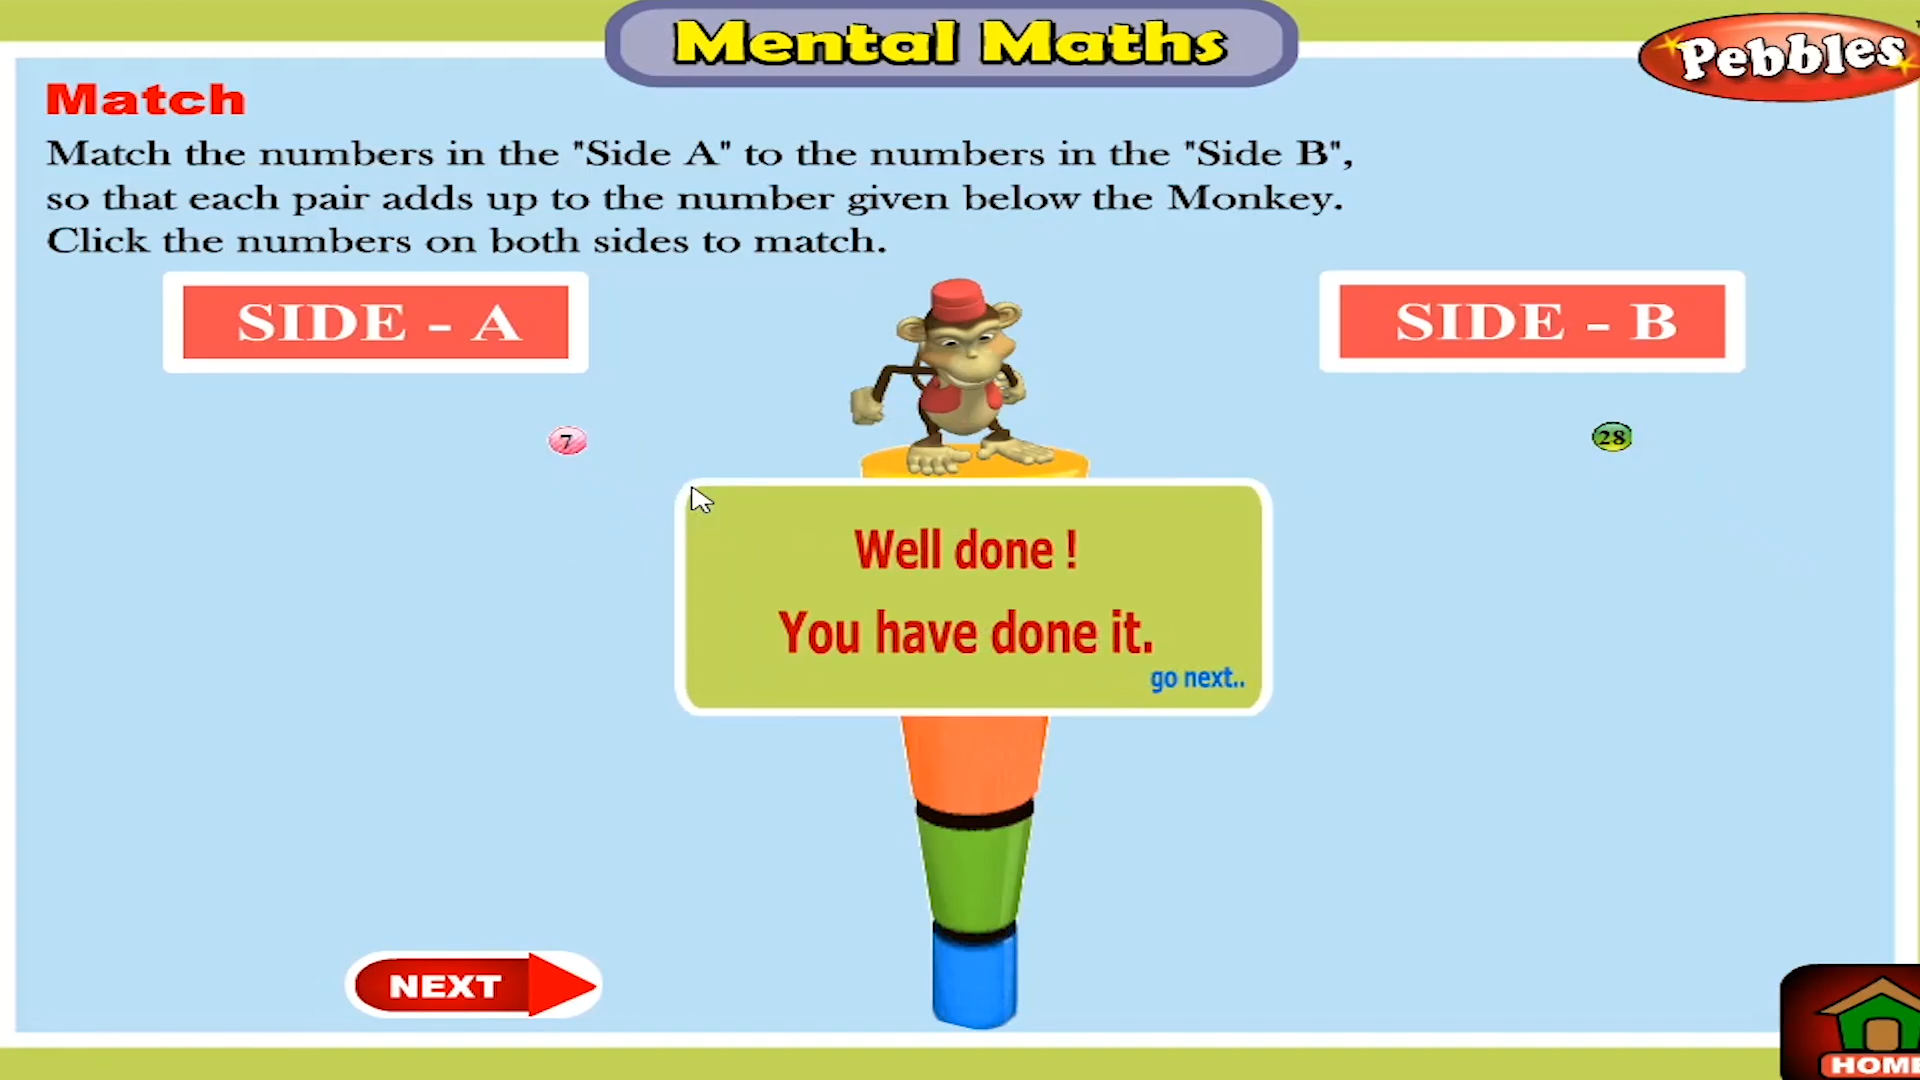 Mental Maths
Pebbles
Match
Match the numbers in the "Side A" to the numbers in the "Side B",
so that each pair adds up to the number given below the Monkey.
Click the numbers on both sides to match.
SIDE - A
SIDE - B
7
28
Well done !
You have done it.
go next..
NEXT
HOME